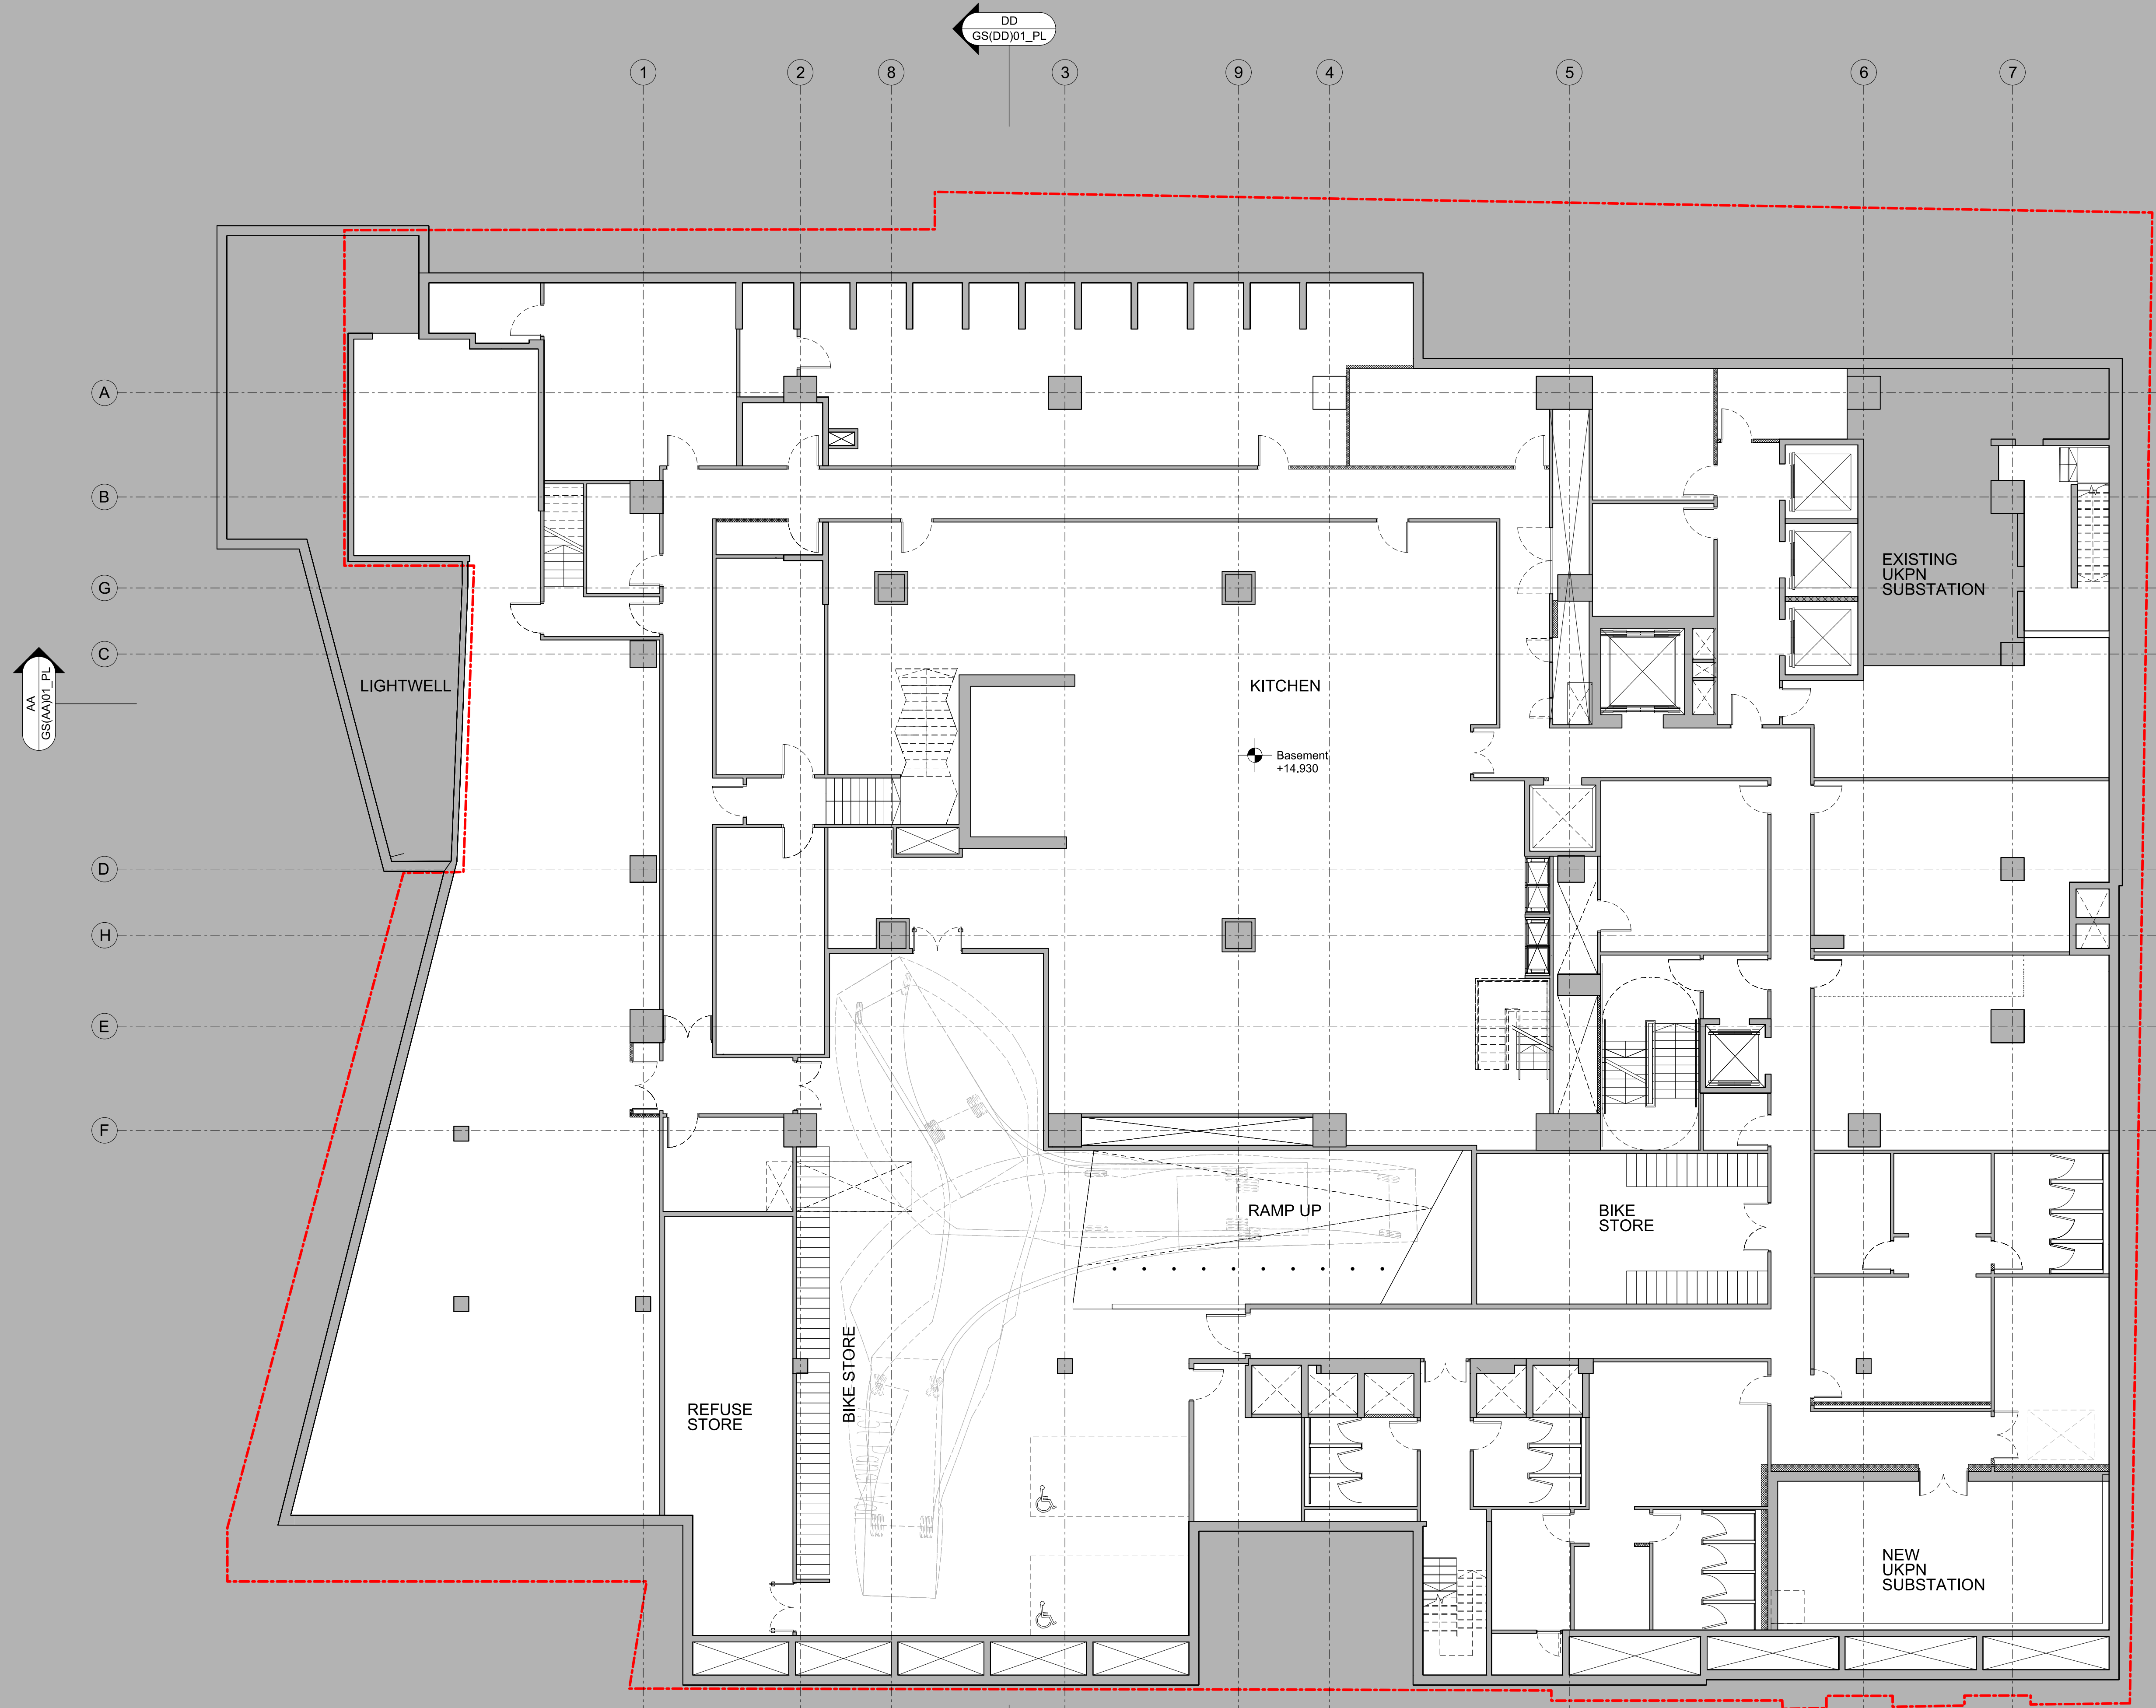 DD
GS(DD)01_PL
1
2
8
3
9
4
5
6
7
A
B
G
C
D
H
E
F
AA
GS(AA)01_PL
LIGHTWELL
KITCHEN
Basement
+14.930
EXISTING
UKPN
SUBSTATION
RAMP UP
BIKE
STORE
BIKE STORE
REFUSE
STORE
NEW
UKPN
SUBSTATION